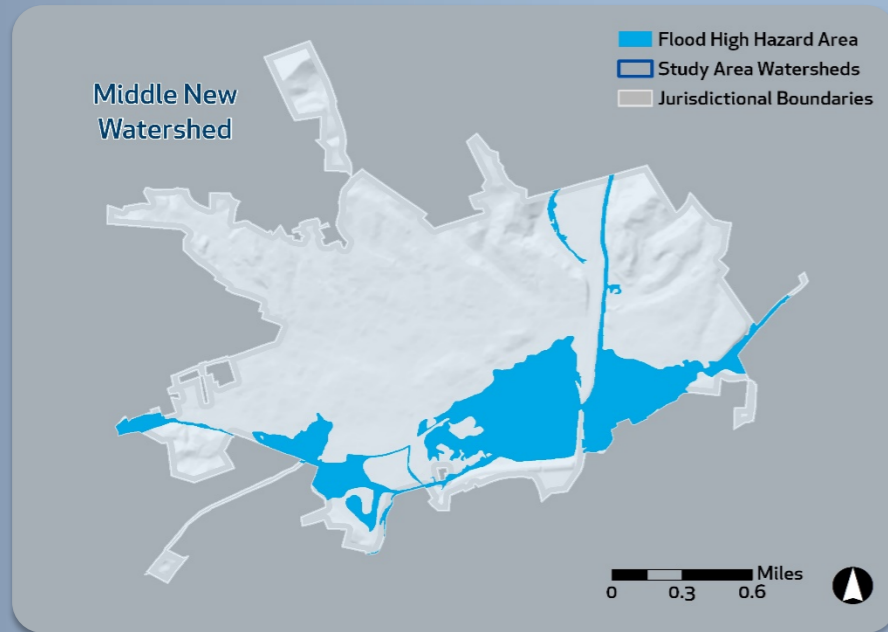 Middle New
Watershed
Flood High Hazard Area
Study Area Watersheds
Jurisdictional Boundaries
Miles
0 0.3 0.6